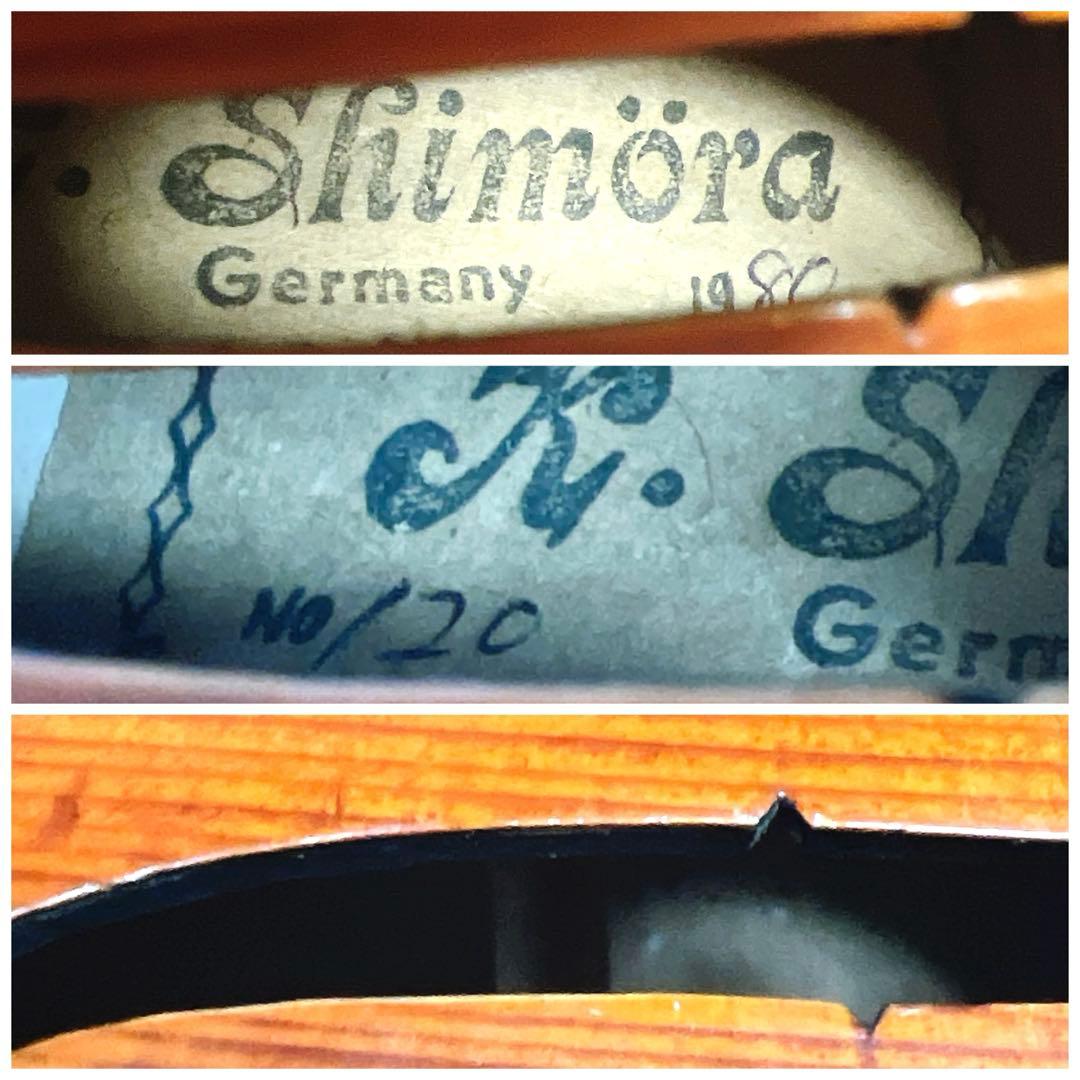 Shimöra
Germany 1980
K. Sh
No/20
Germ